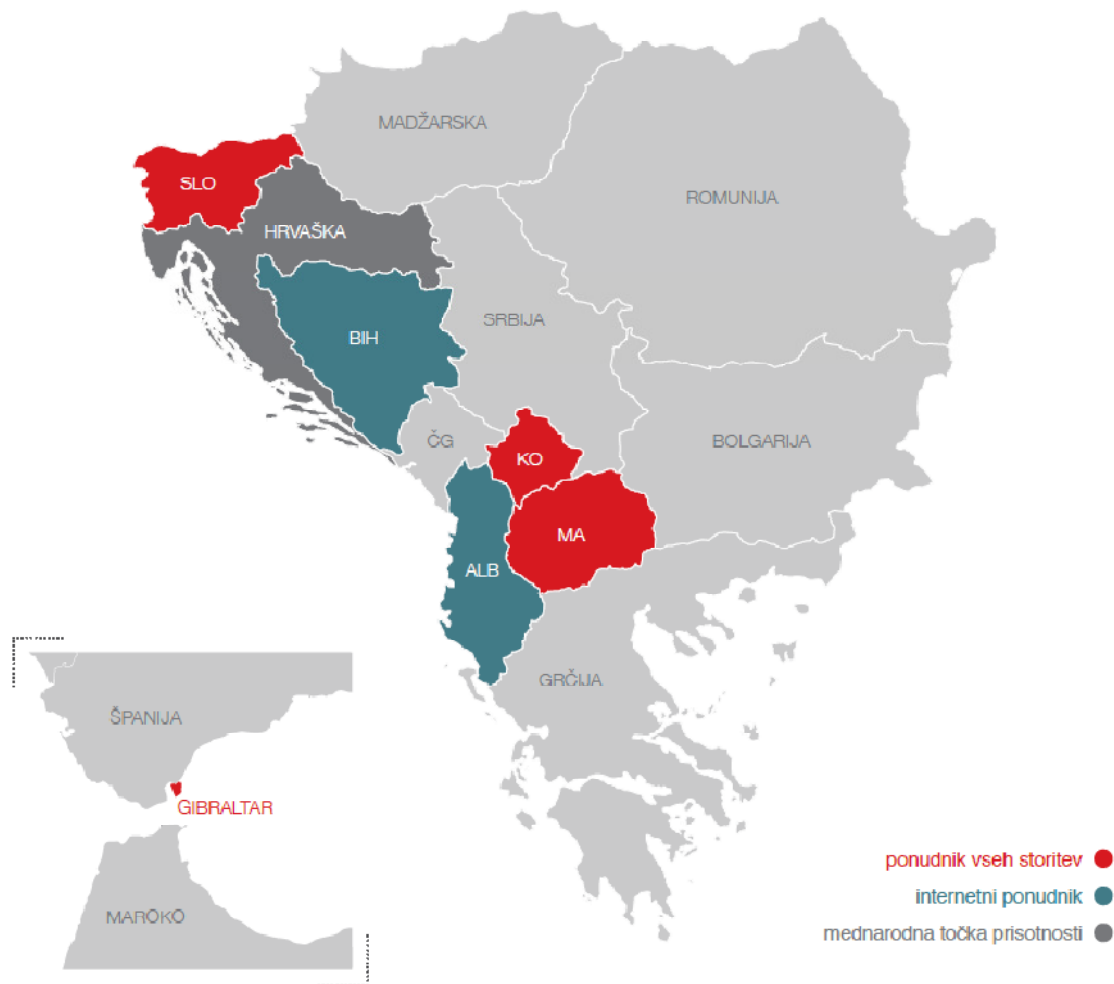 MADŽARSKA
SLO
ROMUNIJA
HRVAŠKA
SRBIJA
BIH
ČG
BOLGARIJA
KO
MA
ALB
GRČIJA
ŠPANIJA
GIBRALTAR
MAROKO
ponudnik vseh storitev
internetni ponudnik
mednarodna točka prisotnosti